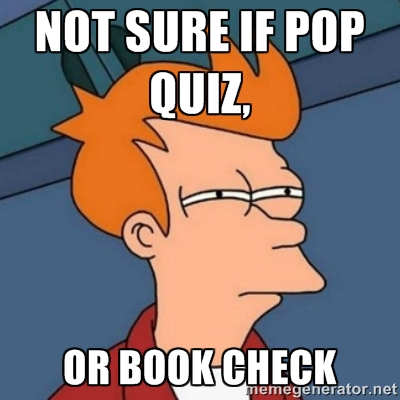 NOT SURE IF POP
QUIZ,
OR BOOK CHECK
memegenerator.net